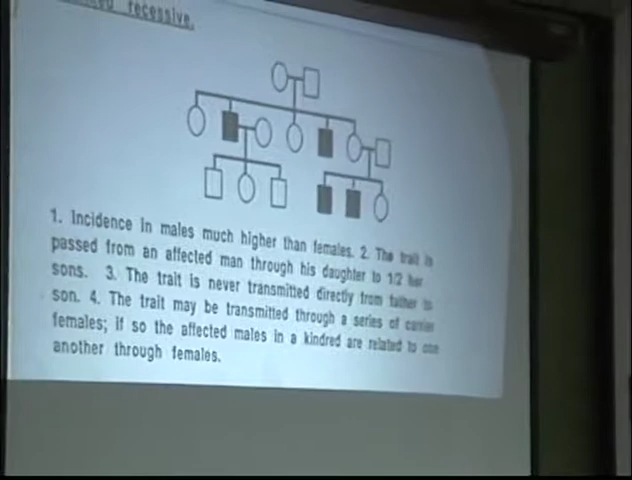 recessive.
1. Incidence in males much higher than females. 2. The trait is
passed from an affected man through his daughter to 1/2 her
sons. 3. The trait is never transmitted directly from father to
son. 4. The trait may be transmitted through a series of carrier
females; if so the affected males in a kindred are related to one
another through females.